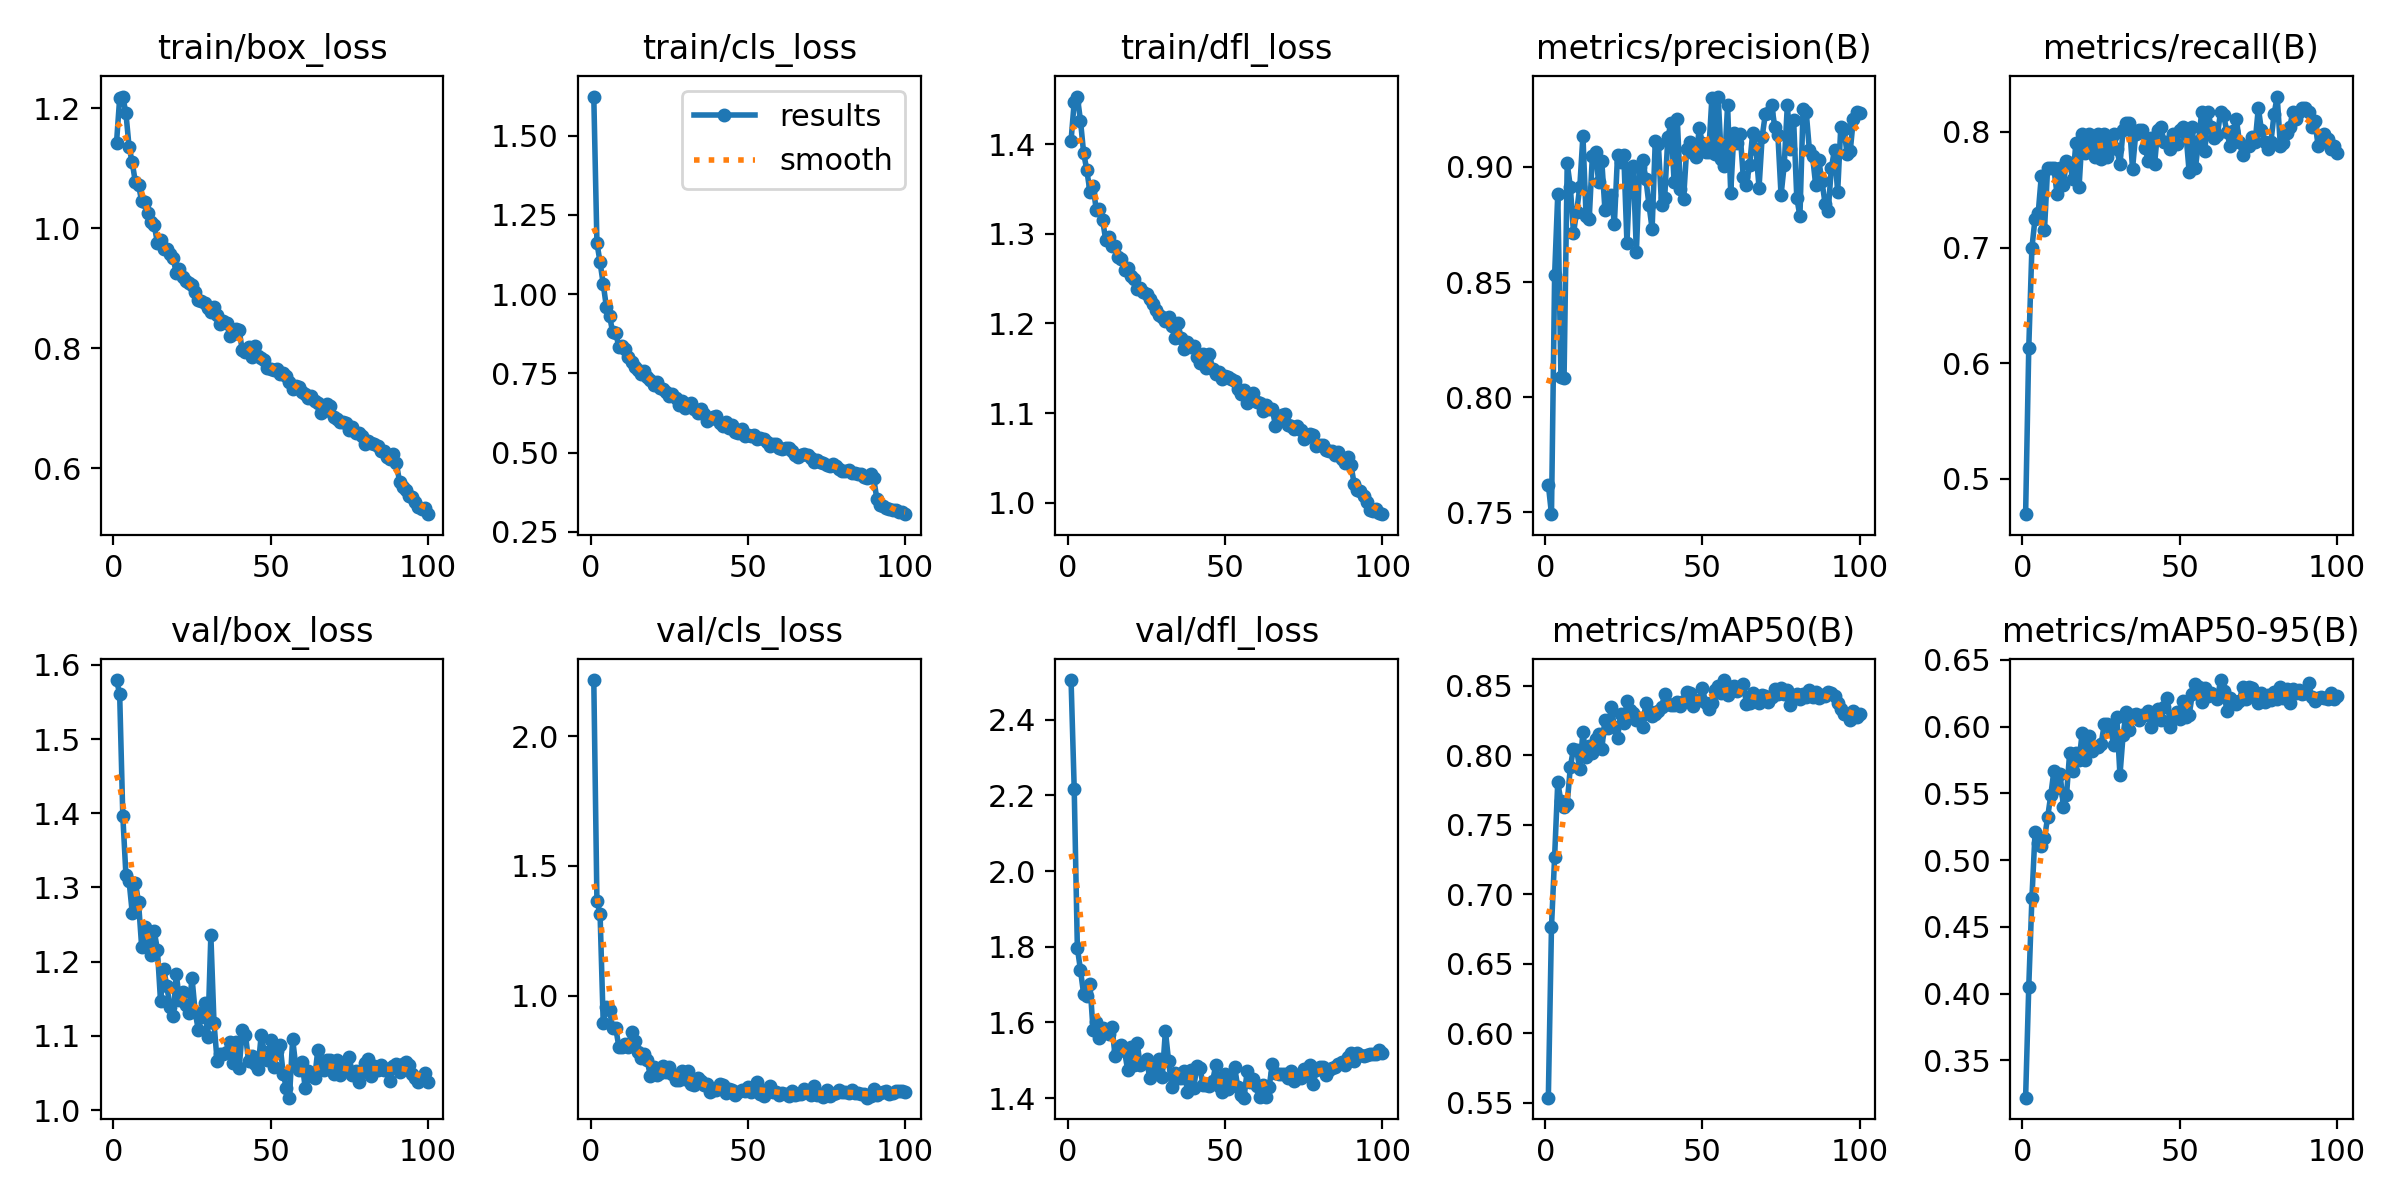 train/box_loss
1.2
1.0
0.8
0.6
0 50 100
train/cls_loss
results
smooth
1.50
1.25
1.00
0.75
0.50
0.25
0 50 100
train/dfl_loss
1.4
1.3
1.2
1.1
1.0
0 50 100
metrics/precision(B)
0.90
0.85
0.80
0.75
0 50 100
metrics/recall(B)
0.8
0.7
0.6
0.5
0 50 100
val/box_loss
1.6
1.5
1.4
1.3
1.2
1.1
1.0
0 50 100
val/cls_loss
2.0
1.5
1.0
0 50 100
val/dfl_loss
2.4
2.2
2.0
1.8
1.6
1.4
0 50 100
metrics/mAP50(B)
0.85
0.80
0.75
0.70
0.65
0.60
0.55
0 50 100
metrics/mAP50-95(B)
0.65
0.60
0.55
0.50
0.45
0.40
0.35
0 50 100